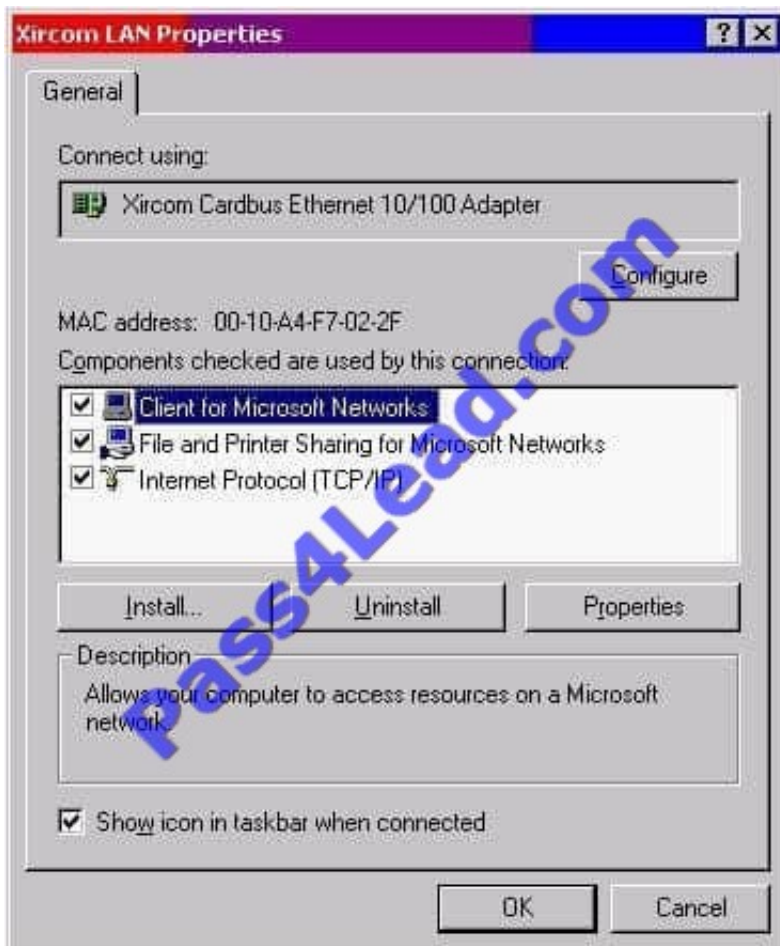 Xircom LAN Properties
General
Connect using:
Xircom Cardbus Ethernet 10/100 Adapter
Configure
MAC address: 00-10-A4-F7-02-2F
Components checked are used by this connection:
Client for Microsoft Networks
File and Printer Sharing for Microsoft Networks
Internet Protocol (TCP/IP)
Install...
Uninstall
Properties
Description
Allows your computer to access resources on a Microsoft
network.
Show icon in taskbar when connected
OK
Cancel
Pass4Lead.com